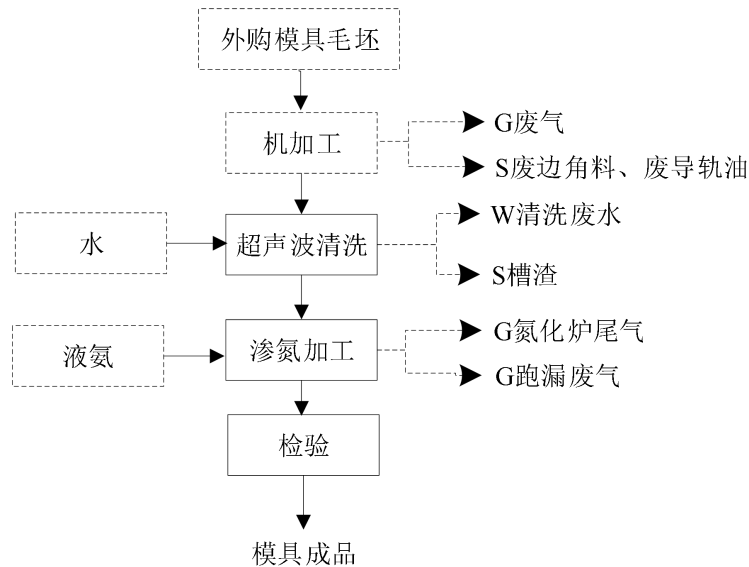 外购模具毛坯
机加工
G废气
S废边角料、废导轨油
水
超声波清洗
W清洗废水
S槽渣
液氨
渗氮加工
G氮化炉尾气
G跑漏废气
检验
模具成品